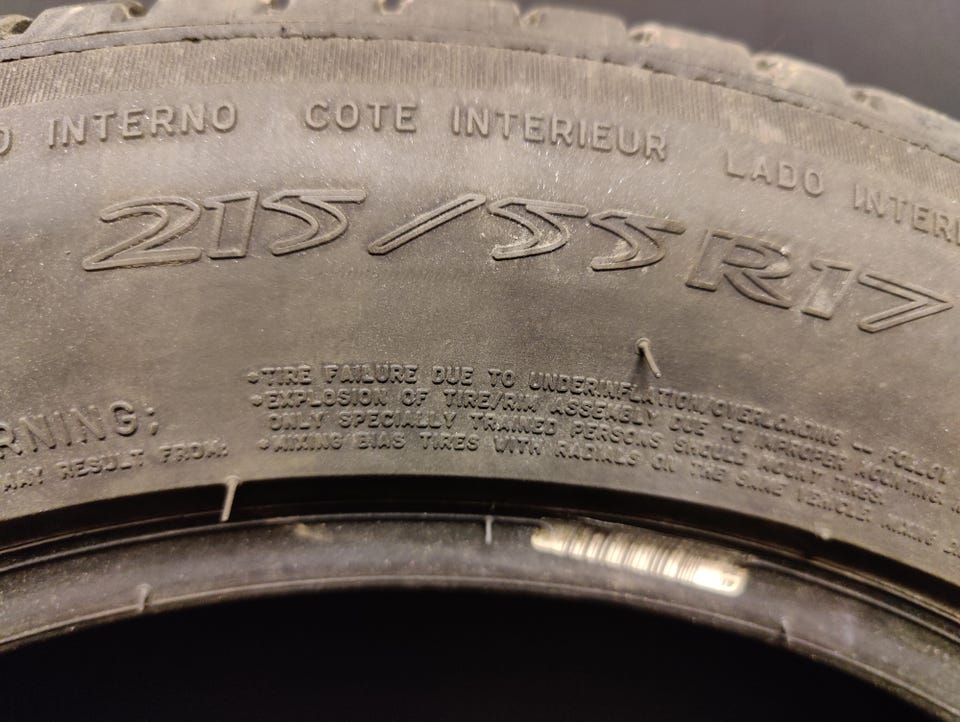 INTERNO COTE INTERIEUR LADO
215/55R17
•TIRE FAILURE DUE TO UNDERINFLATION/OVERLOADING FOLLOW
•EXPLOSION OF TIRE/RIM ASSEMBLY DUE TO IMPROPER MOUNTING.
ONLY SPECIALLY TRAINED PERSONS SHOULD MOUNT TIRES
•MIXING BIAS TIRES WITH RADIALS ON THE SAME VEHICLE.
MAY RESULT FROM: